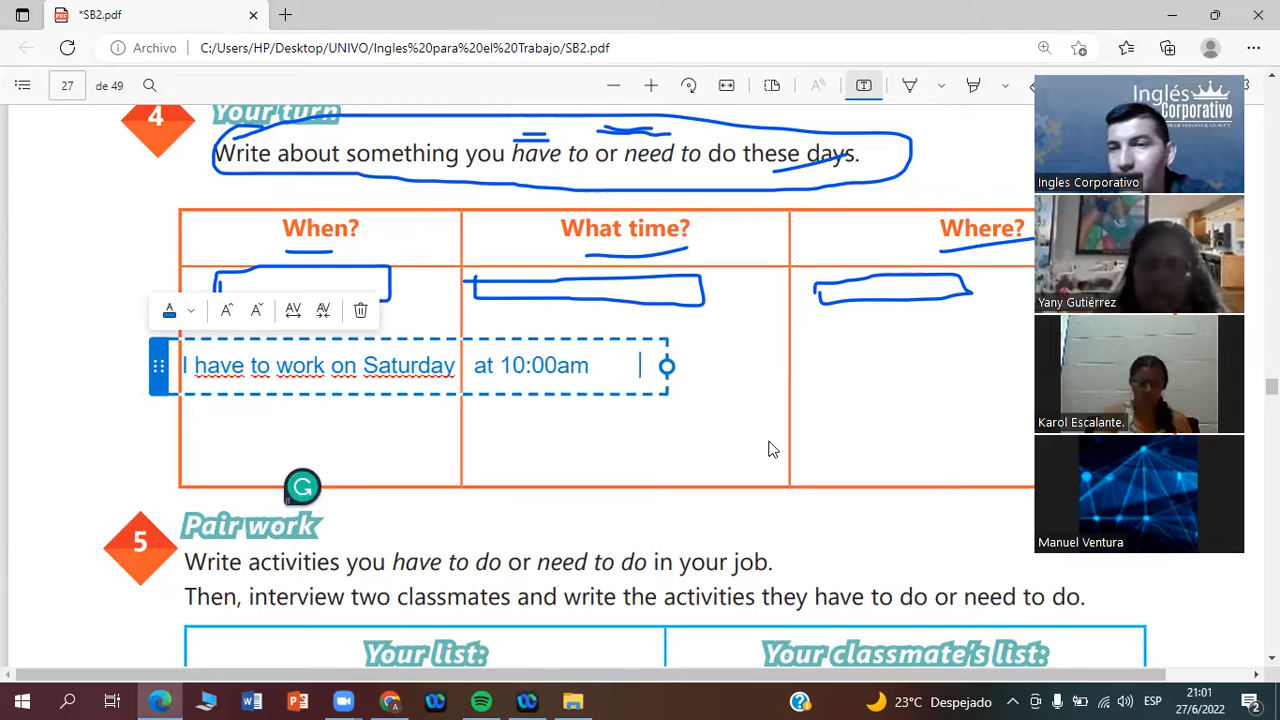 *SB2.pdf
Archivo
C:/Users/HP/Desktop/UNIVO/Ingles%20para%20el%20Trabajo/SB2.pdf
27 de 49
4 Your turn
Write about something you have to or need to do these days.
When? What time? Where?
I have to work on Saturday at 10:00am
5 Pair work
Write activities you have to do or need to do in your job.
Then, interview two classmates and write the activities they have to do or need to do.
Your list: Your classmate's list:
Inglés
Corporativo
Ingles Corporativo
Yany Gutiérrez
Karol Escalante.
Manuel Ventura
23°C Despejado
ESP
21:01
27/6/2022